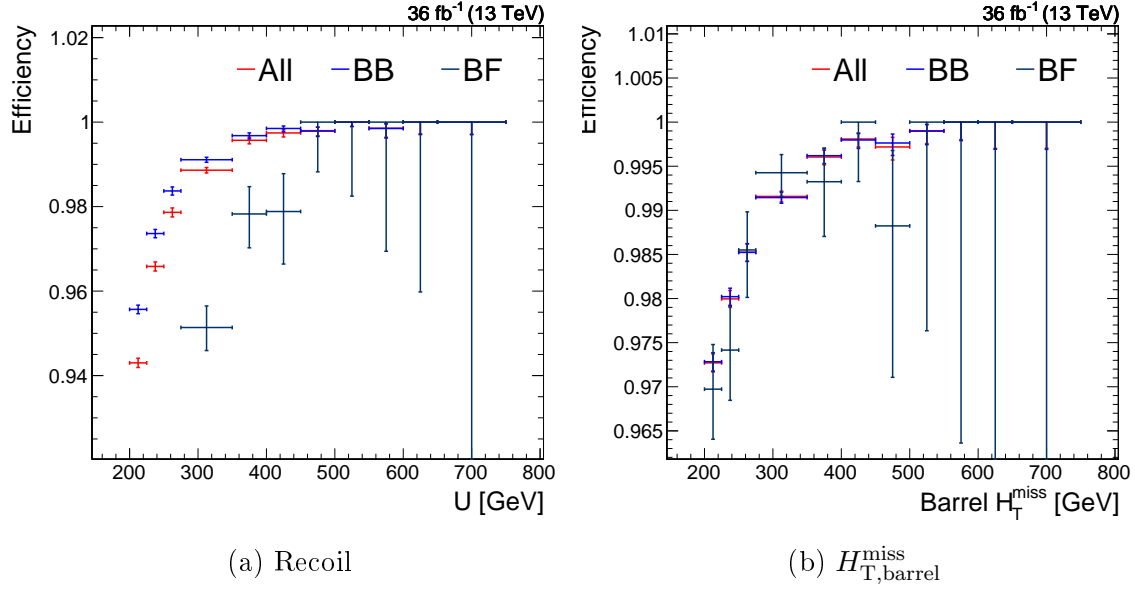 36 fb⁻¹ (13 TeV)
Efficiency
1.02
1
0.98
0.96
0.94
All
BB
BF
200 300 400 500 600 700 800
U [GeV]
(a) Recoil
36 fb⁻¹ (13 TeV)
Efficiency
1.01
1.005
1
0.995
0.99
0.985
0.98
0.975
0.97
0.965
All
BB
BF
200 300 400 500 600 700 800
Barrel H_T^miss [GeV]
(b) H_T,barrel^miss